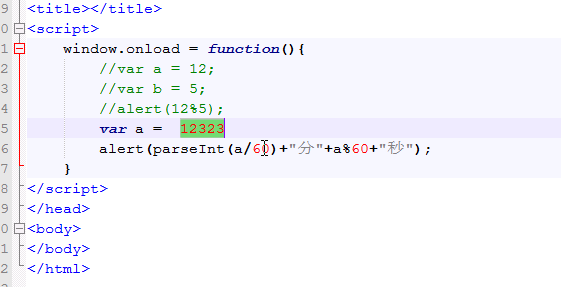 9 <title></title>
0 <script>
1 window.onload = function(){
2 //var a = 12;
3 //var b = 5;
4 //alert(12%5);
5 var a =  12323
6 alert(parseInt(a/60)+"分"+a%60+"秒");
7 }
8 </script>
9 </head>
0 <body>
1 </body>
2 </html>